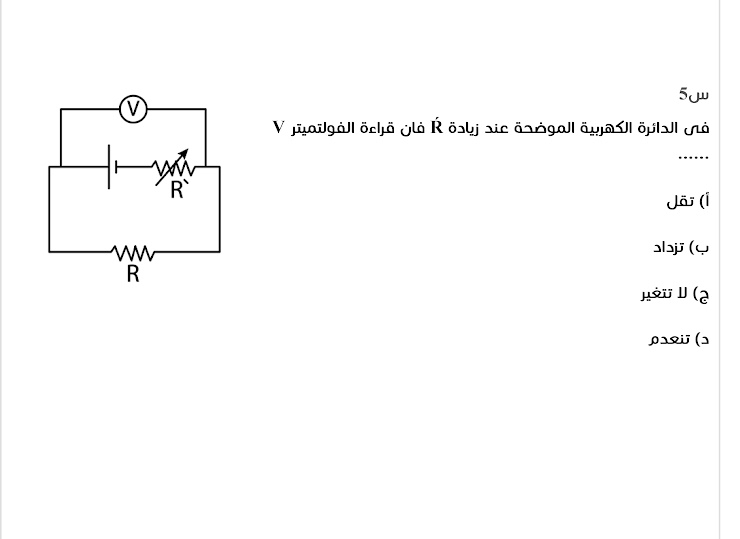 س5
فى الدائرة الكهربية الموضحة عند زيادة Ŕ فان قراءة الفولتميتر V
......
أ) تقل
ب) تزداد
ج) لا تتغير
د) تنعدم
V
R`
R